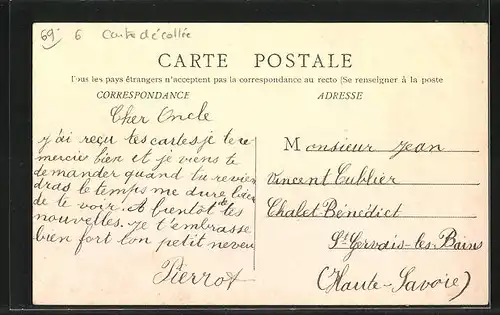 69 6 Carte décollée
CARTE POSTALE
Tous les pays étrangers n'acceptent pas la correspondance au recto (Se renseigner à la poste
CORRESPONDANCE
ADRESSE
Cher Oncle
j'ai reçu tes cartes je te re
mercie bien et je viens te
demander quand tu revien
dras le temps me dure bien
de te voir. A bientôt de tes
nouvelles. Je t'embrasse
bien fort ton petit neveu
Pierrot
Monsieur Jean
Vincent Cubliér
Chalet Bénédict
St Gervais-les-Bains
(Haute-Savoie)